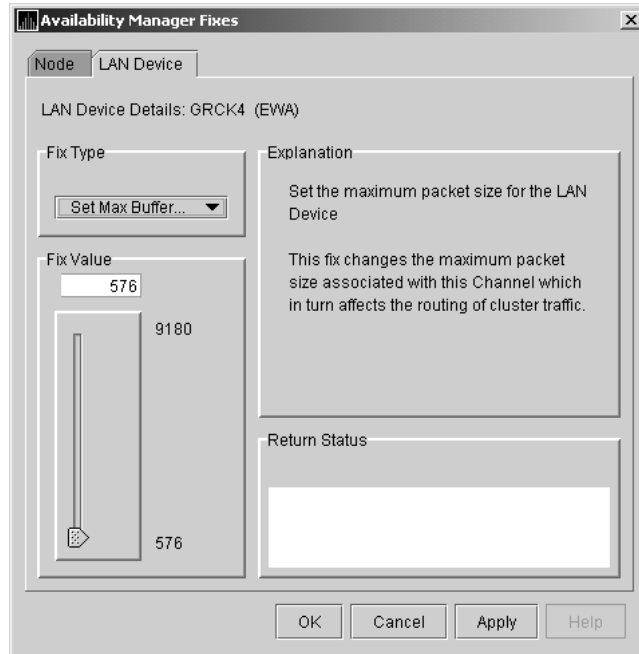 Availability Manager Fixes
Node
LAN Device
LAN Device Details: GRCK4 (EWA)
Fix Type
Set Max Buffer...
Explanation
Set the maximum packet size for the LAN
Device
This fix changes the maximum packet
size associated with this Channel which
in turn affects the routing of cluster traffic.
Fix Value
576
9180
576
Return Status
OK
Cancel
Apply
Help